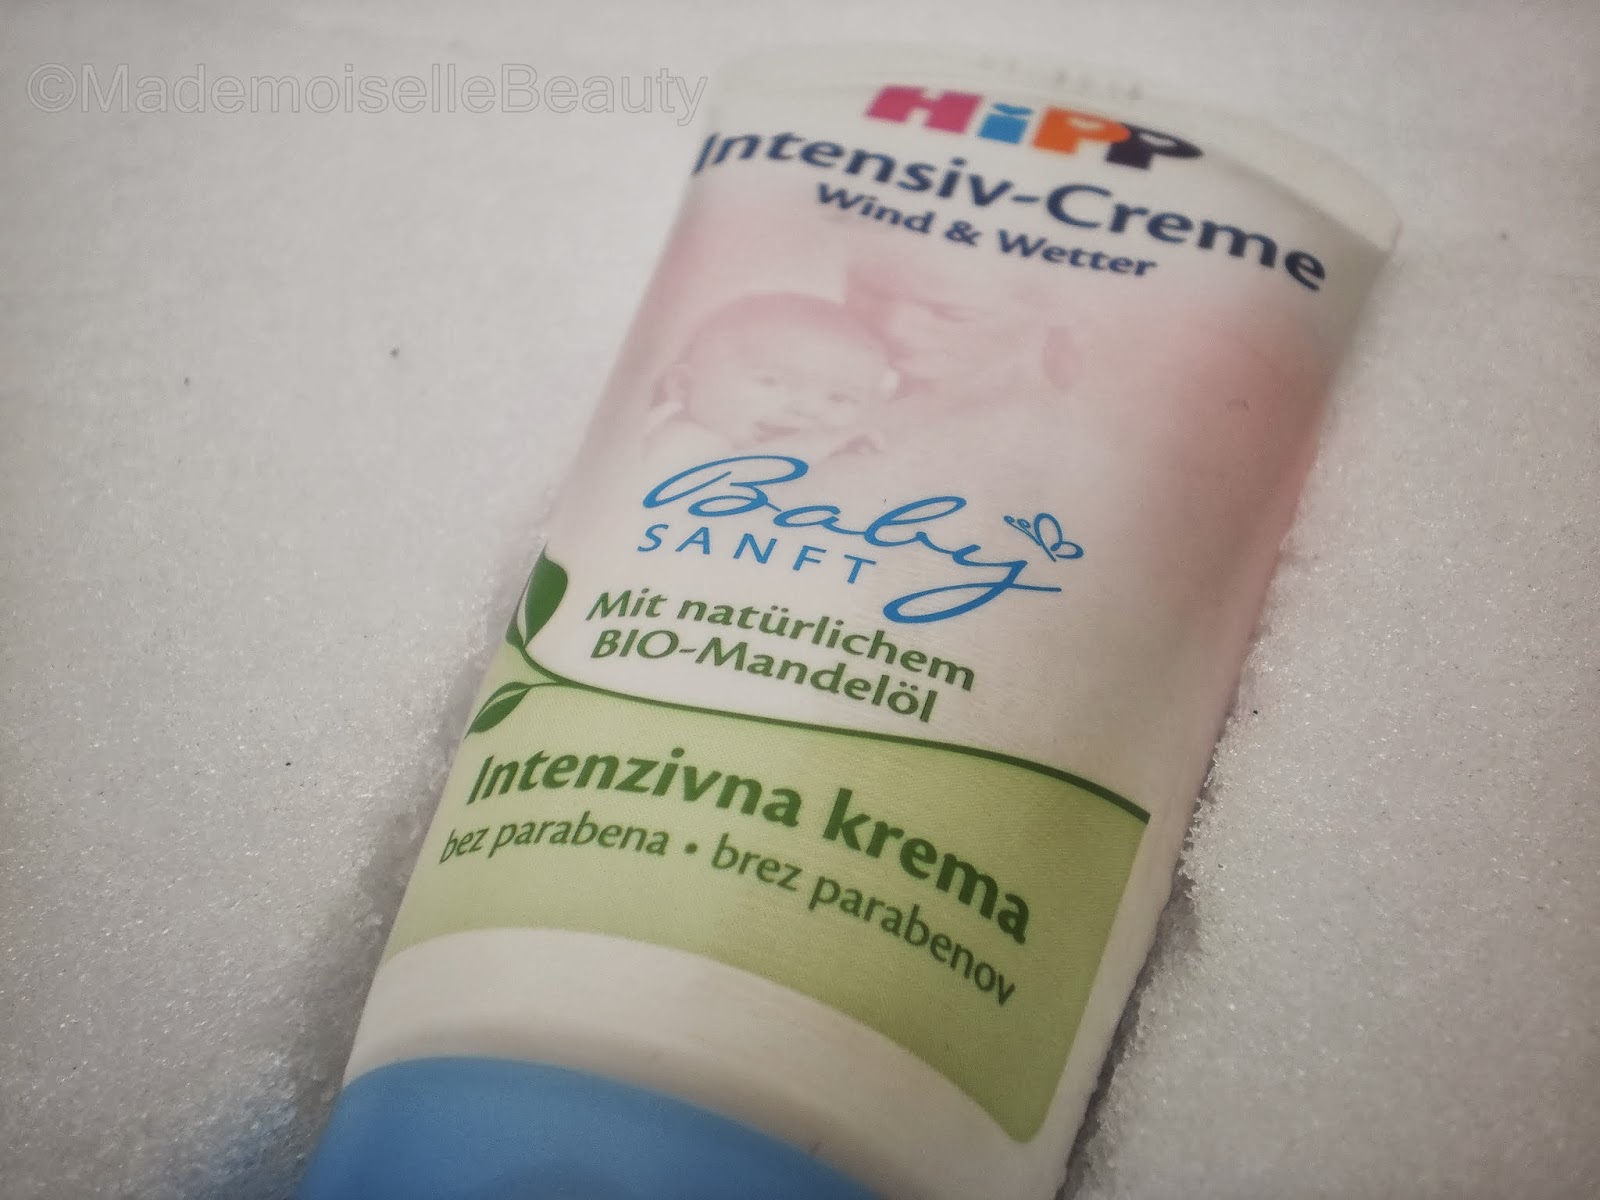 ©MademoiselleBeauty
HiPP
Intensiv-Creme
Wind & Wetter
Baby
SANFT
Mit natürlichem
BIO-Mandelöl
Intenzivna krema
bez parabena • brez parabenov